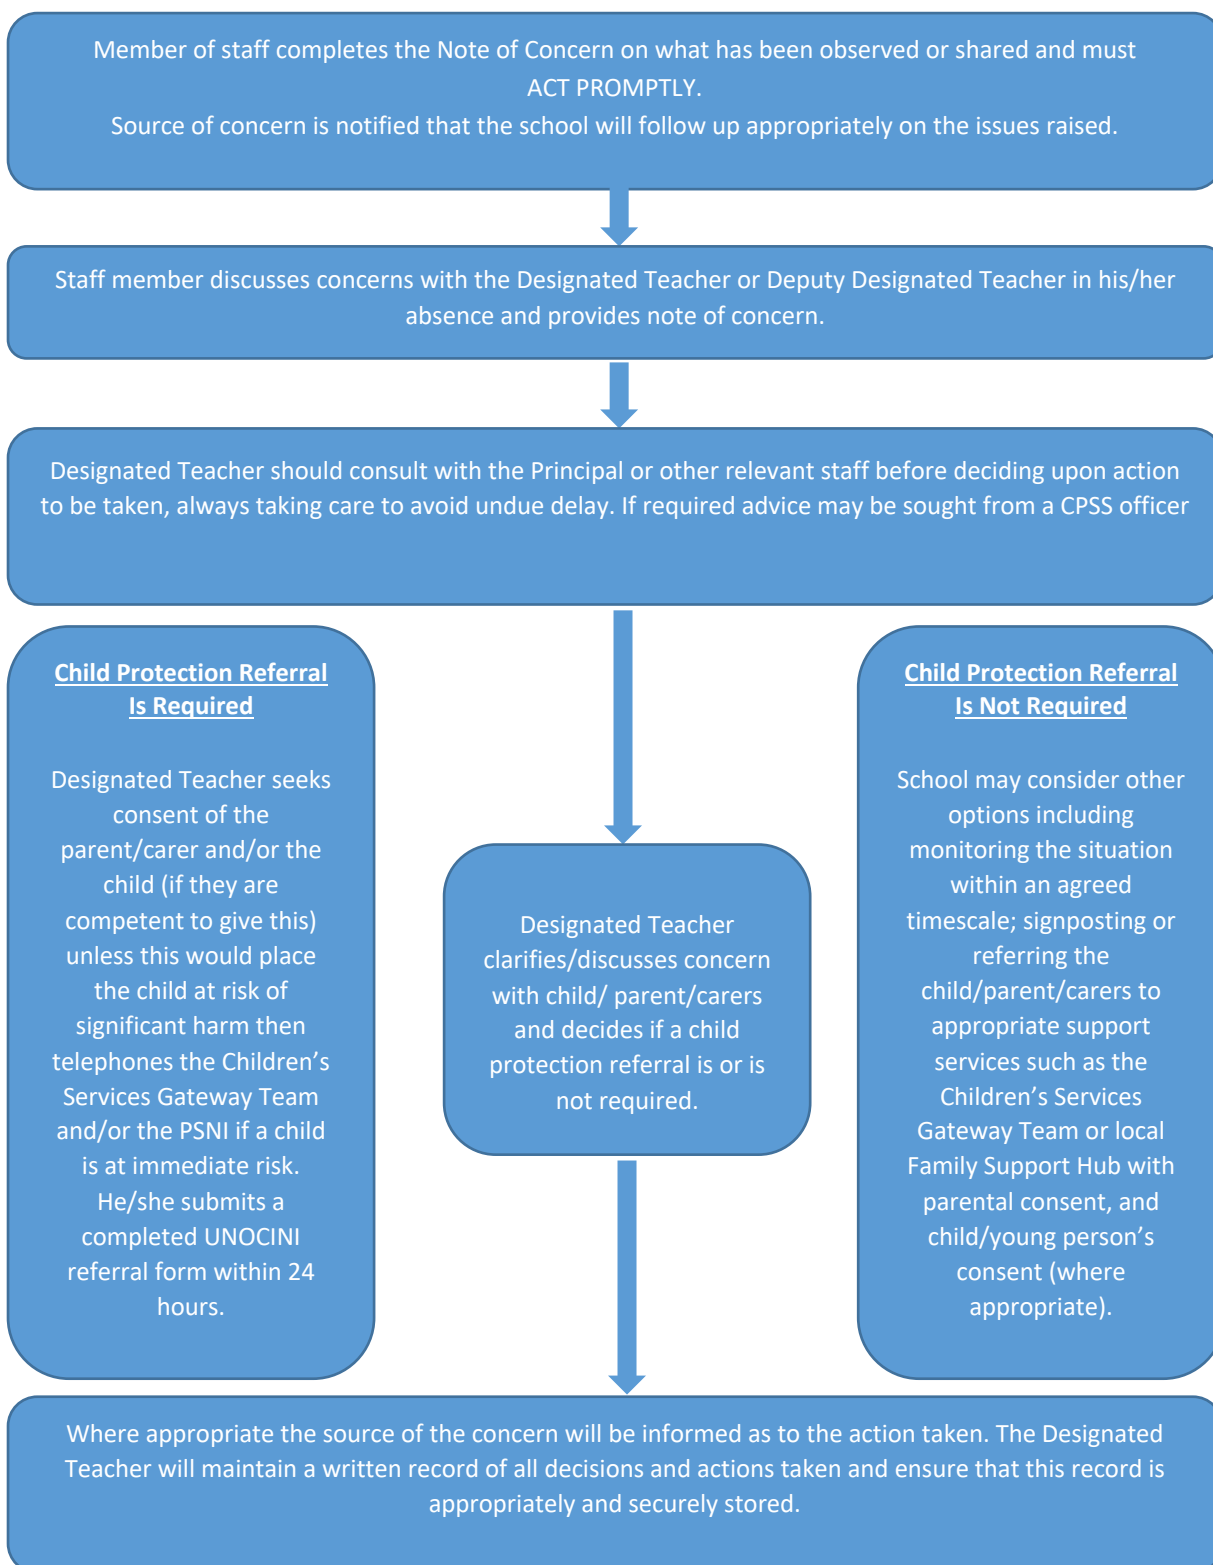 Member of staff completes the Note of Concern on what has been observed or shared and must
ACT PROMPTLY.
Source of concern is notified that the school will follow up appropriately on the issues raised.
Staff member discusses concerns with the Designated Teacher or Deputy Designated Teacher in his/her
absence and provides note of concern.
Designated Teacher should consult with the Principal or other relevant staff before deciding upon action
to be taken, always taking care to avoid undue delay. If required advice may be sought from a CPSS officer
Child Protection Referral
Is Required
Designated Teacher seeks
consent of the
parent/carer and/or the
child (if they are
competent to give this)
unless this would place
the child at risk of
significant harm then
telephones the Children’s
Services Gateway Team
and/or the PSNI if a child
is at immediate risk.
He/she submits a
completed UNOCINI
referral form within 24
hours.
Designated Teacher
clarifies/discusses concern
with child/ parent/carers
and decides if a child
protection referral is or is
not required.
Child Protection Referral
Is Not Required
School may consider other
options including
monitoring the situation
within an agreed
timescale; signposting or
referring the
child/parent/carers to
appropriate support
services such as the
Children’s Services
Gateway Team or local
Family Support Hub with
parental consent, and
child/young person’s
consent (where
appropriate).
Where appropriate the source of the concern will be informed as to the action taken. The Designated
Teacher will maintain a written record of all decisions and actions taken and ensure that this record is
appropriately and securely stored.